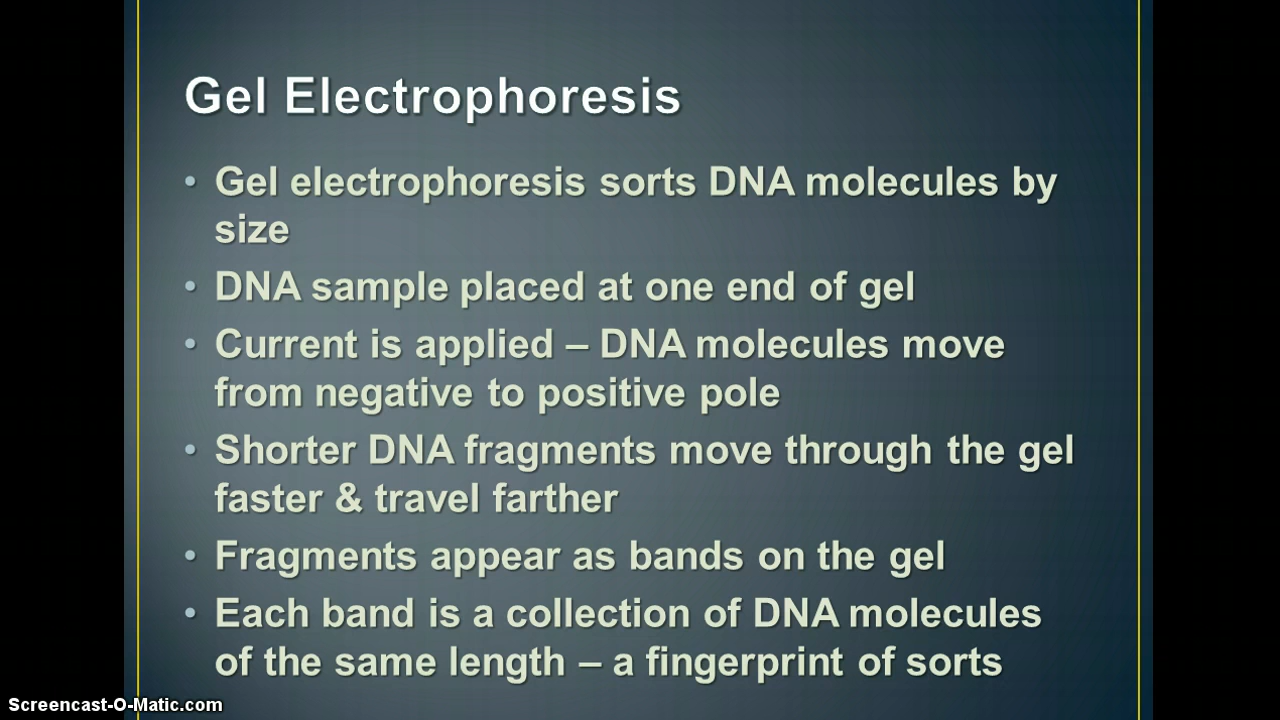 Gel Electrophoresis
• Gel electrophoresis sorts DNA molecules by
size
• DNA sample placed at one end of gel
• Current is applied – DNA molecules move
from negative to positive pole
• Shorter DNA fragments move through the gel
faster & travel farther
• Fragments appear as bands on the gel
• Each band is a collection of DNA molecules
of the same length – a fingerprint of sorts
Screencast-O-Matic.com